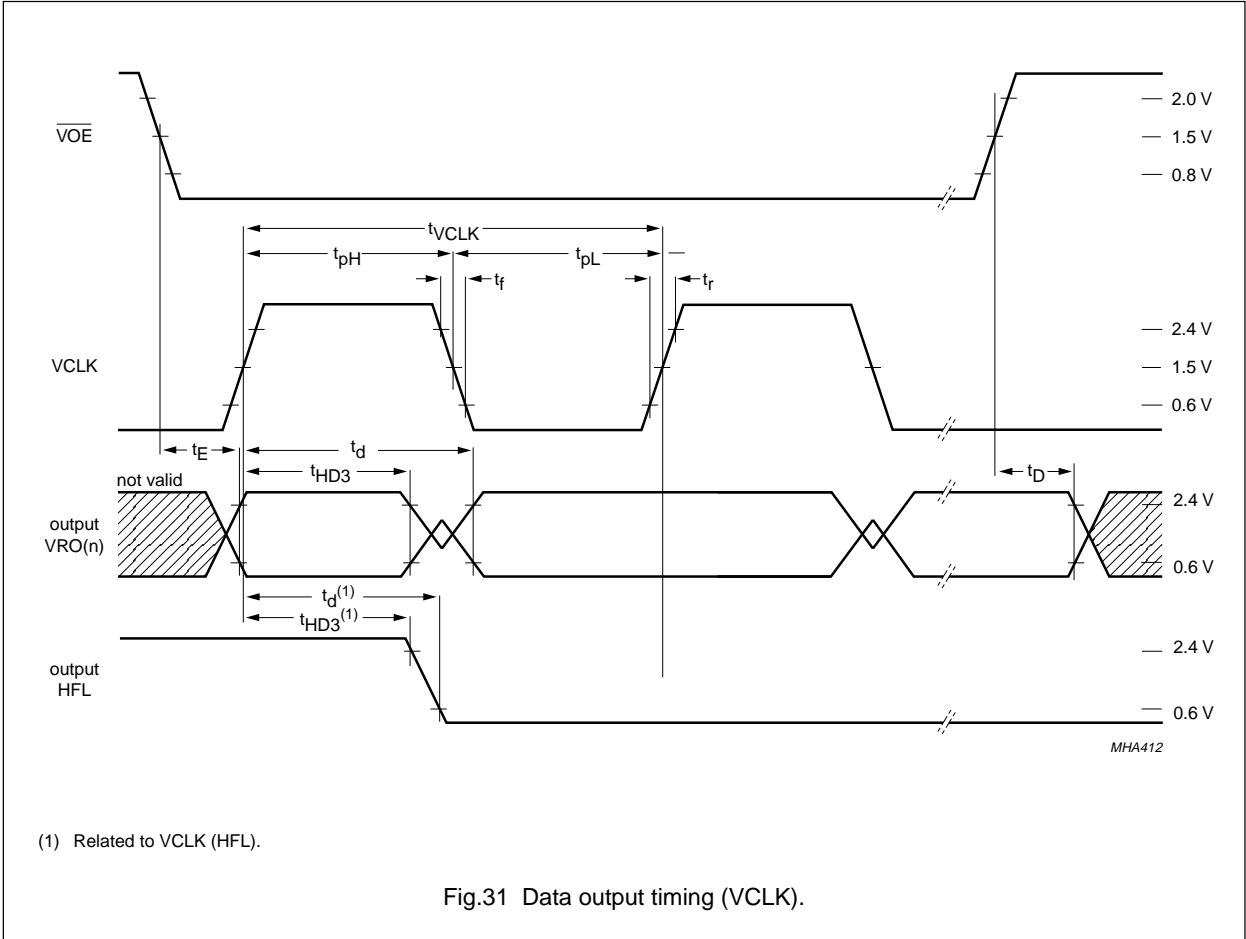 2.0 V
VOE
1.5 V
0.8 V
tVCLK
tpH
tpL
tf
tr
2.4 V
VCLK
1.5 V
0.6 V
tE
td
tHD3
tD
not valid
2.4 V
output
VRO(n)
0.6 V
td(1)
tHD3(1)
output
HFL
2.4 V
0.6 V
MHA412
(1) Related to VCLK (HFL).
Fig.31 Data output timing (VCLK).